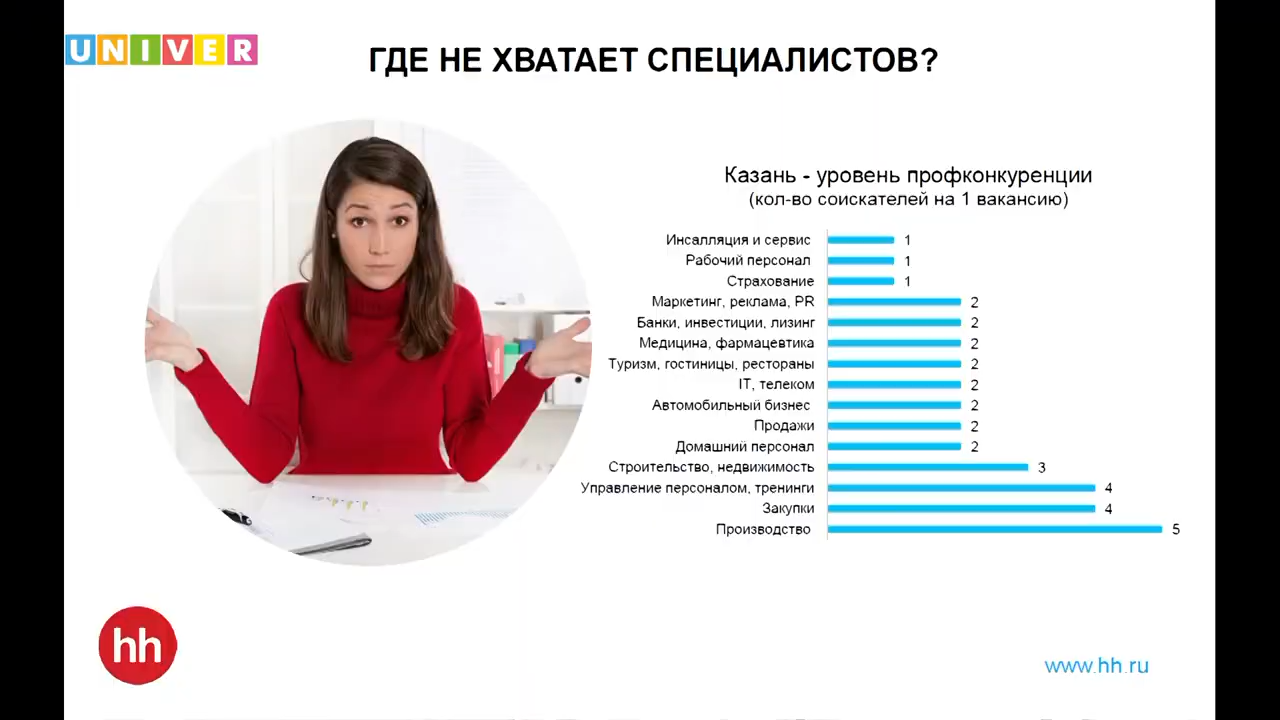 UNIVER
ГДЕ НЕ ХВАТАЕТ СПЕЦИАЛИСТОВ?
Казань - уровень профконкуренции
(кол-во соискателей на 1 вакансию)
Инсалляция и сервис 1
Рабочий персонал 1
Страхование 1
Маркетинг, реклама, PR 2
Банки, инвестиции, лизинг 2
Медицина, фармацевтика 2
Туризм, гостиницы, рестораны 2
IT, телеком 2
Автомобильный бизнес 2
Продажи 2
Домашний персонал 2
Строительство, недвижимость 3
Управление персоналом, тренинги 4
Закупки 4
Производство 5
hh
www.hh.ru